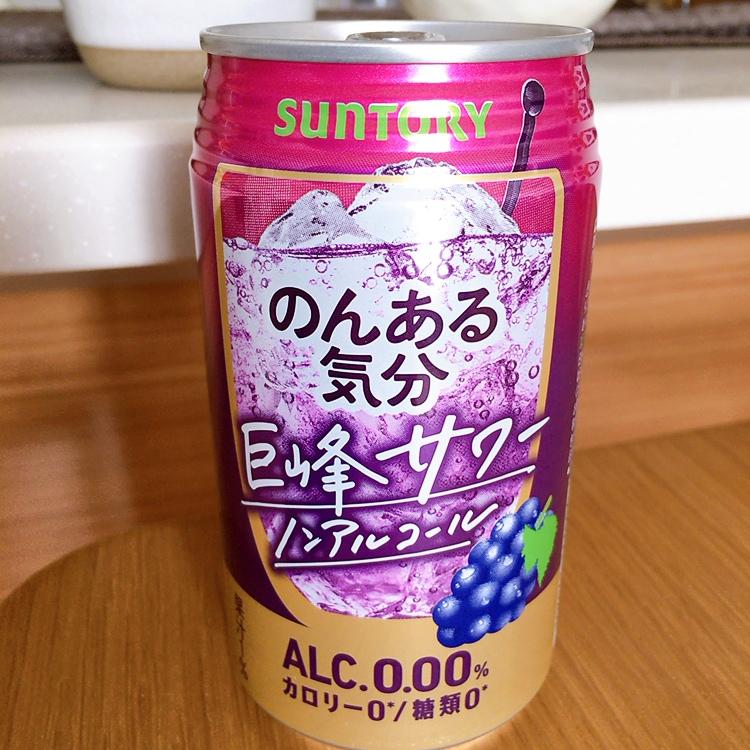 SUNTORY
のんある
気分
巨峰サワー
ノンアルコール
ALC.0.00%
カロリー0*/糖類0*